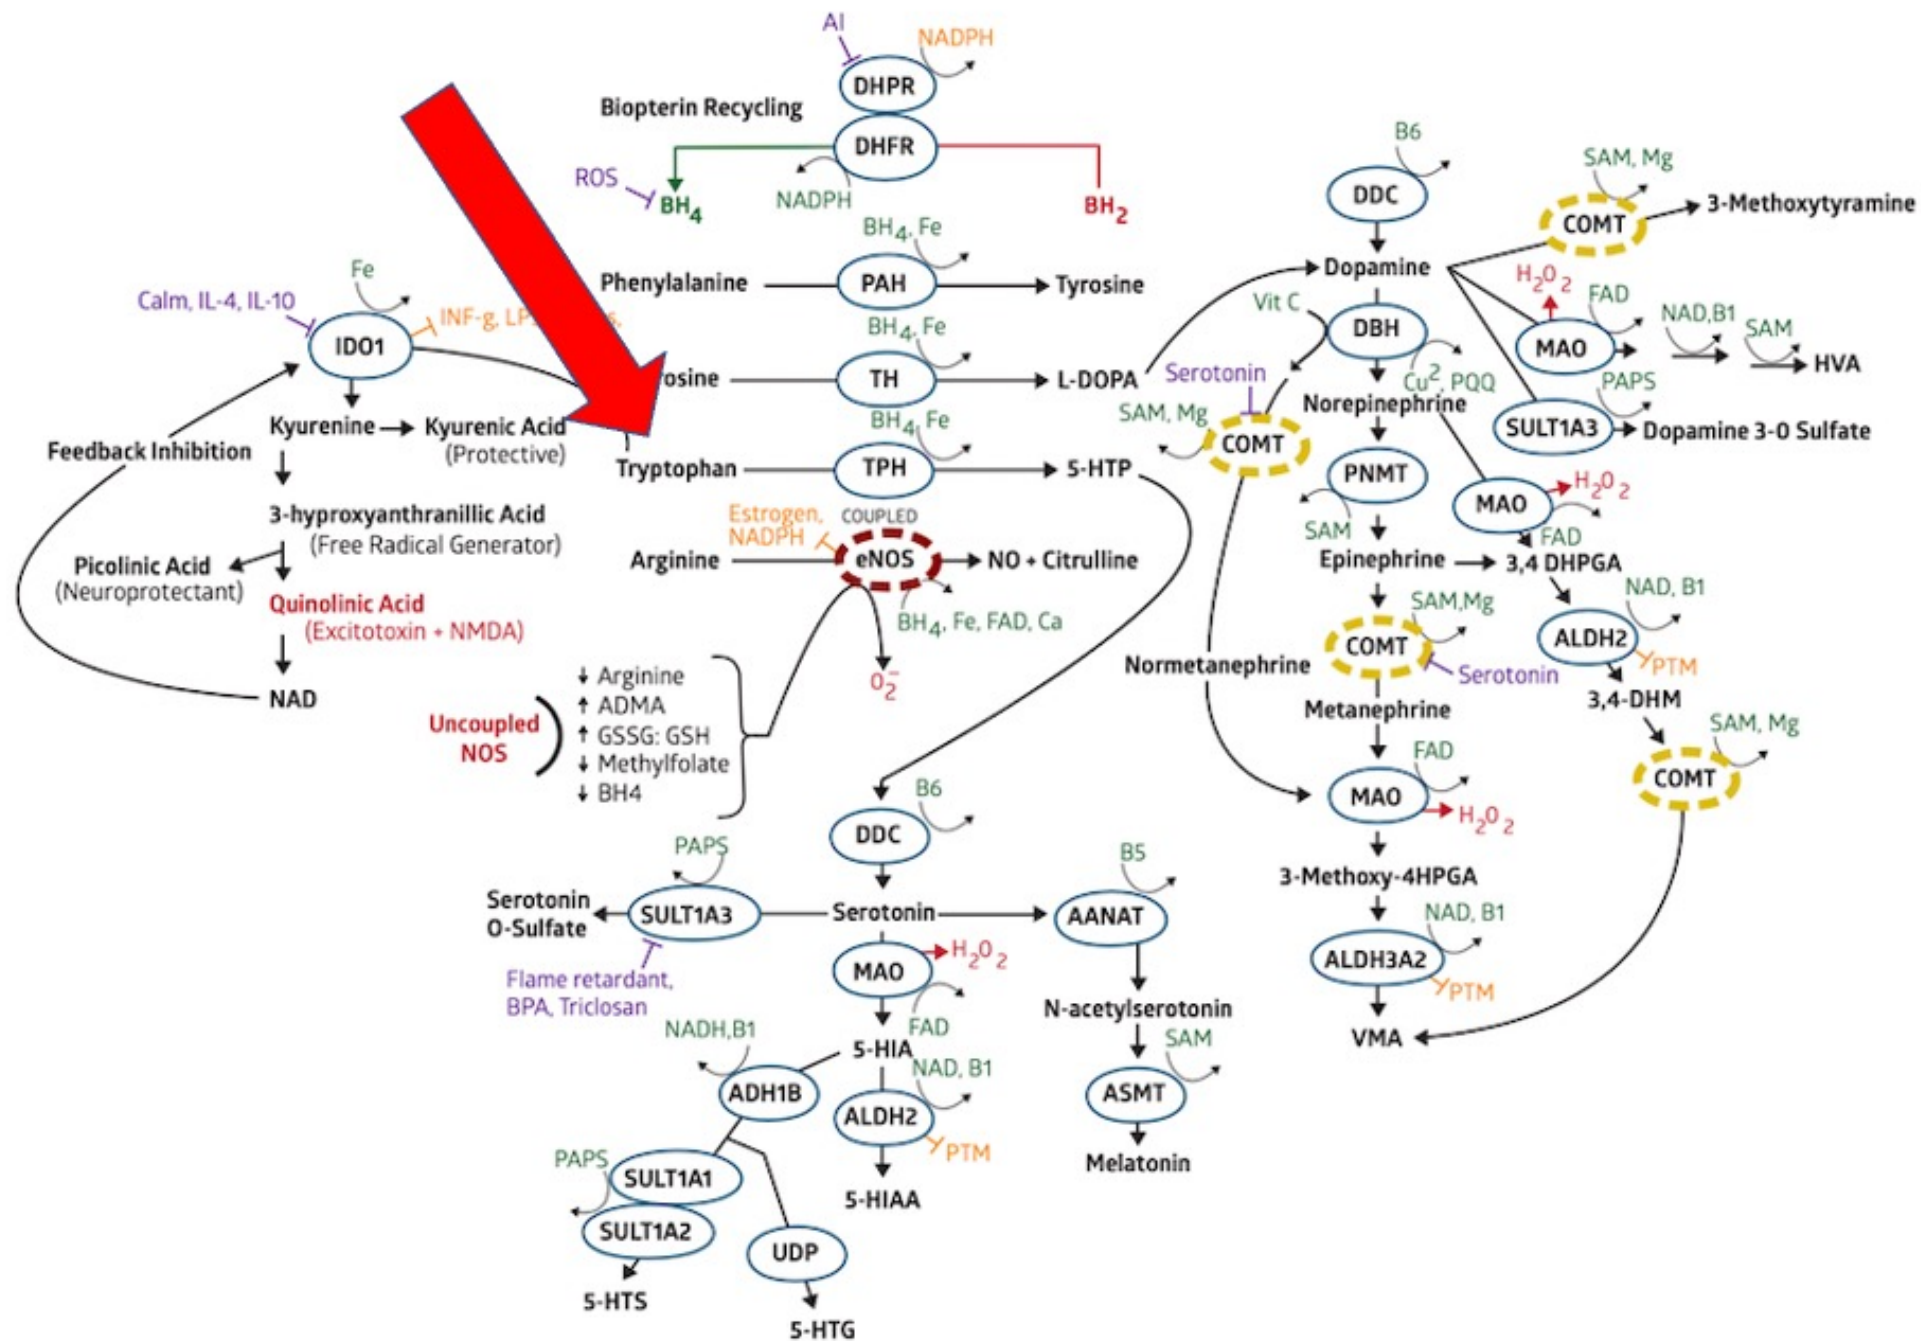 AI
NADPH
DHPR
Biopterin Recycling
DHFR
ROS
BH4
NADPH
BH2
BH4, Fe
Phenylalanine
PAH
Tyrosine
Fe
Calm, IL-4, IL-10
INF-g,
IDO1
BH4, Fe
rosine
TH
L-DOPA
Kyurenine
Kyurenic Acid
(Protective)
Feedback Inhibition
BH4, Fe
Tryptophan
TPH
5-HTP
3-hyproxyanthranillic Acid
(Free Radical Generator)
Picolinic Acid
(Neuroprotectant)
Quinolinic Acid
(Excitotoxin + NMDA)
NAD
Estrogen,
NADPH
COUPLED
Arginine
eNOS
NO + Citrulline
BH4, Fe, FAD, Ca
O2-
Uncoupled
NOS
↓ Arginine
↑ ADMA
↑ GSSG: GSH
↓ Methylfolate
↓ BH4
B6
DDC
PAPS
Serotonin
O-Sulfate
SULT1A3
Serotonin
B5
AANAT
Flame retardant,
BPA, Triclosan
MAO
H2O2
FAD
N-acetylserotonin
NADH,B1
5-HIA
NAD, B1
SAM
ADH1B
ALDH2
PTM
ASMT
Melatonin
PAPS
SULT1A1
SULT1A2
5-HIAA
UDP
5-HTS
5-HTG
B6
DDC
SAM, Mg
COMT
3-Methoxytyramine
Dopamine
H2O2
FAD
MAO
NAD,B1
SAM
HVA
Vit C
DBH
Cu2, PQQ
PAPS
SULT1A3
Dopamine 3-O Sulfate
Serotonin
SAM, Mg
COMT
Norepinephrine
PNMT
SAM
MAO
H2O2
FAD
Epinephrine
3,4 DHPGA
SAM,Mg
COMT
Serotonin
NAD, B1
ALDH2
PTM
3,4-DHM
Normetanephrine
Metanephrine
SAM, Mg
COMT
FAD
MAO
H2O2
3-Methoxy-4HPGA
NAD, B1
ALDH3A2
PTM
VMA